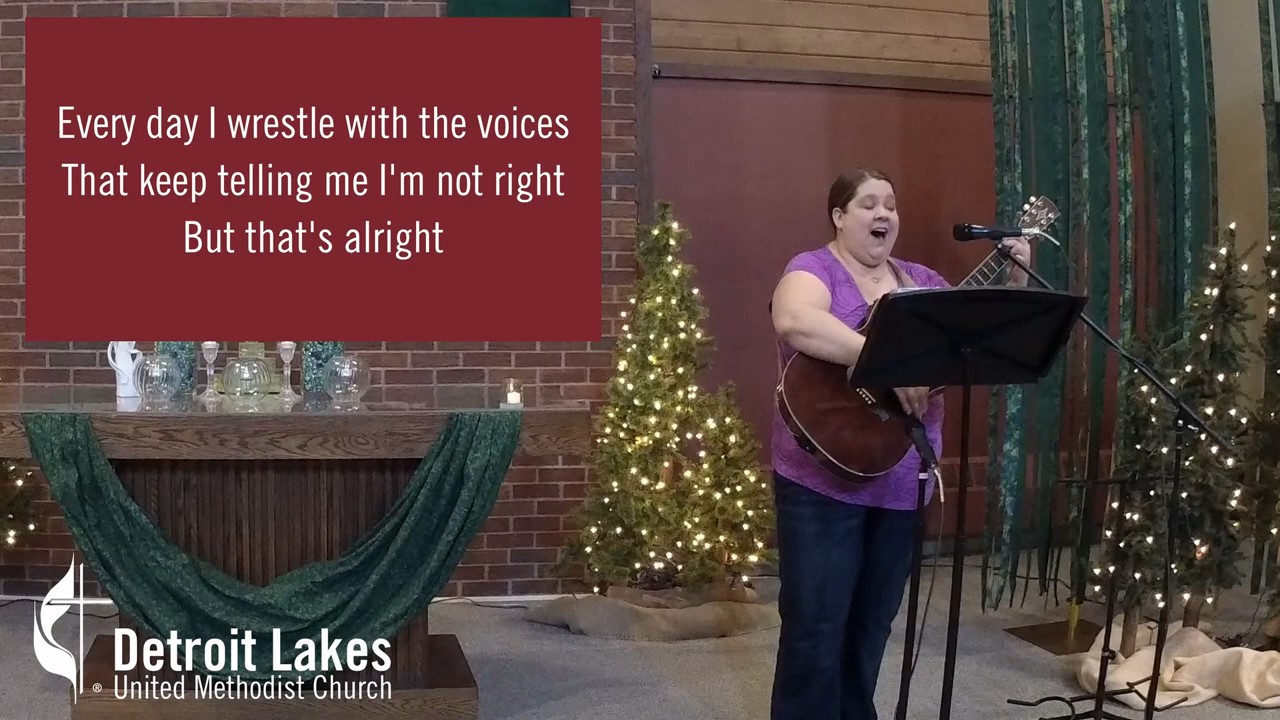 Every day I wrestle with the voices
That keep telling me I'm not right
But that's alright
Detroit Lakes
® United Methodist Church